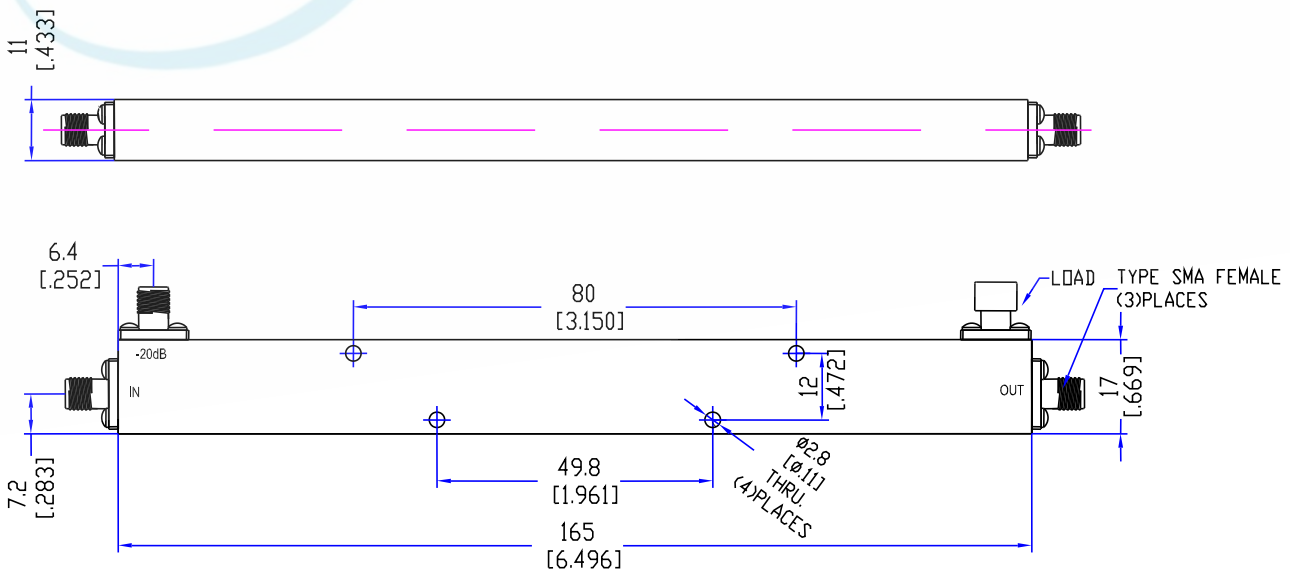 11
[.433]
6.4
[.252]
80
[3.150]
LOAD
TYPE SMA FEMALE
(3)PLACES
-20dB
IN
OUT
12
[.472]
17
[.669]
7.2
[.283]
49.8
[1.961]
ø2.8
[ø.11]
THRU.
(4)PLACES
165
[6.496]